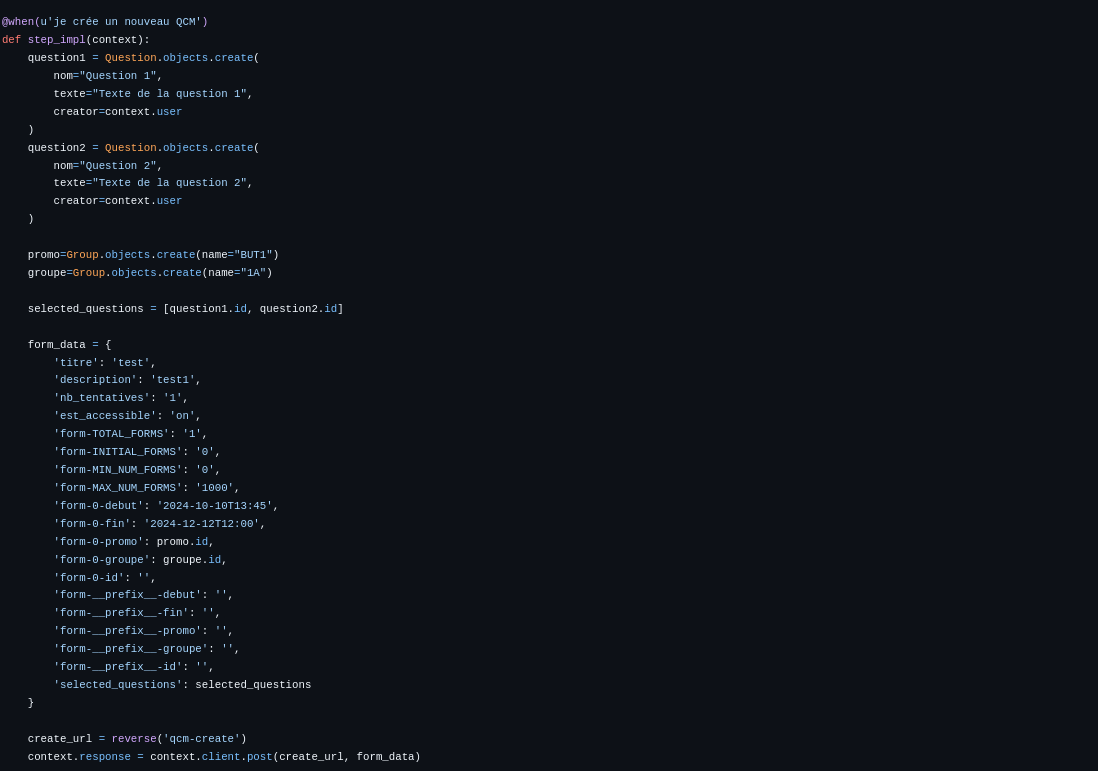 @when(u'je crée un nouveau QCM')
def step_impl(context):
    question1 = Question.objects.create(
        nom="Question 1",
        texte="Texte de la question 1",
        creator=context.user
    )
    question2 = Question.objects.create(
        nom="Question 2",
        texte="Texte de la question 2",
        creator=context.user
    )

    promo=Group.objects.create(name="BUT1")
    groupe=Group.objects.create(name="1A")

    selected_questions = [question1.id, question2.id]

    form_data = {
        'titre': 'test',
        'description': 'test1',
        'nb_tentatives': '1',
        'est_accessible': 'on',
        'form-TOTAL_FORMS': '1',
        'form-INITIAL_FORMS': '0',
        'form-MIN_NUM_FORMS': '0',
        'form-MAX_NUM_FORMS': '1000',
        'form-0-debut': '2024-10-10T13:45',
        'form-0-fin': '2024-12-12T12:00',
        'form-0-promo': promo.id,
        'form-0-groupe': groupe.id,
        'form-0-id': '',
        'form-__prefix__-debut': '',
        'form-__prefix__-fin': '',
        'form-__prefix__-promo': '',
        'form-__prefix__-groupe': '',
        'form-__prefix__-id': '',
        'selected_questions': selected_questions
    }

    create_url = reverse('qcm-create')
    context.response = context.client.post(create_url, form_data)